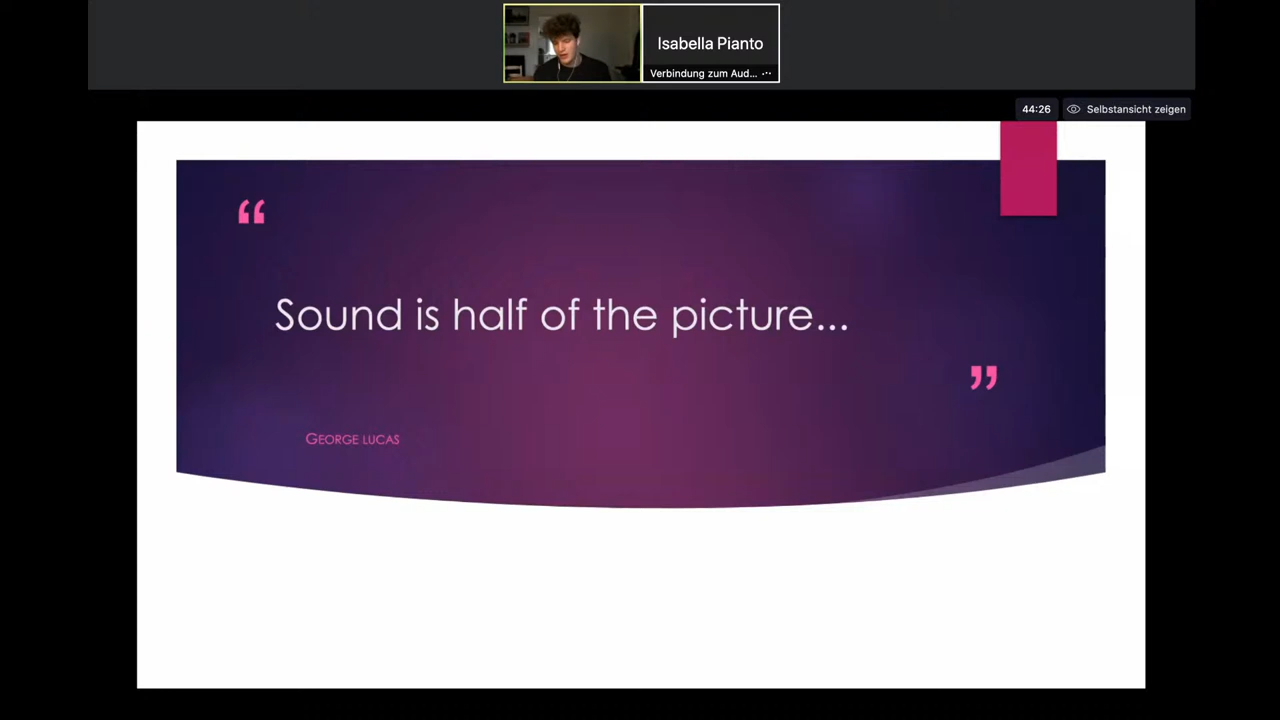 Isabella Pianto
Verbindung zum Aud... ...
44:26
Selbstansicht zeigen
“
Sound is half of the picture...
”
GEORGE LUCAS